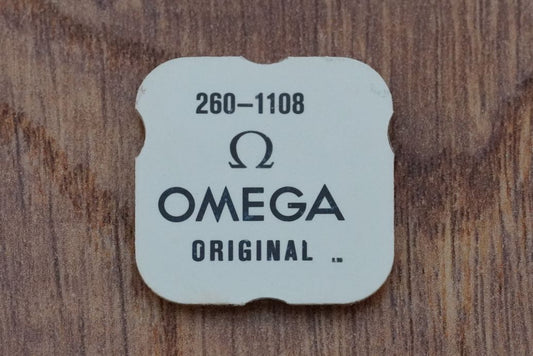 260-1108
Ω
OMEGA
ORIGINAL